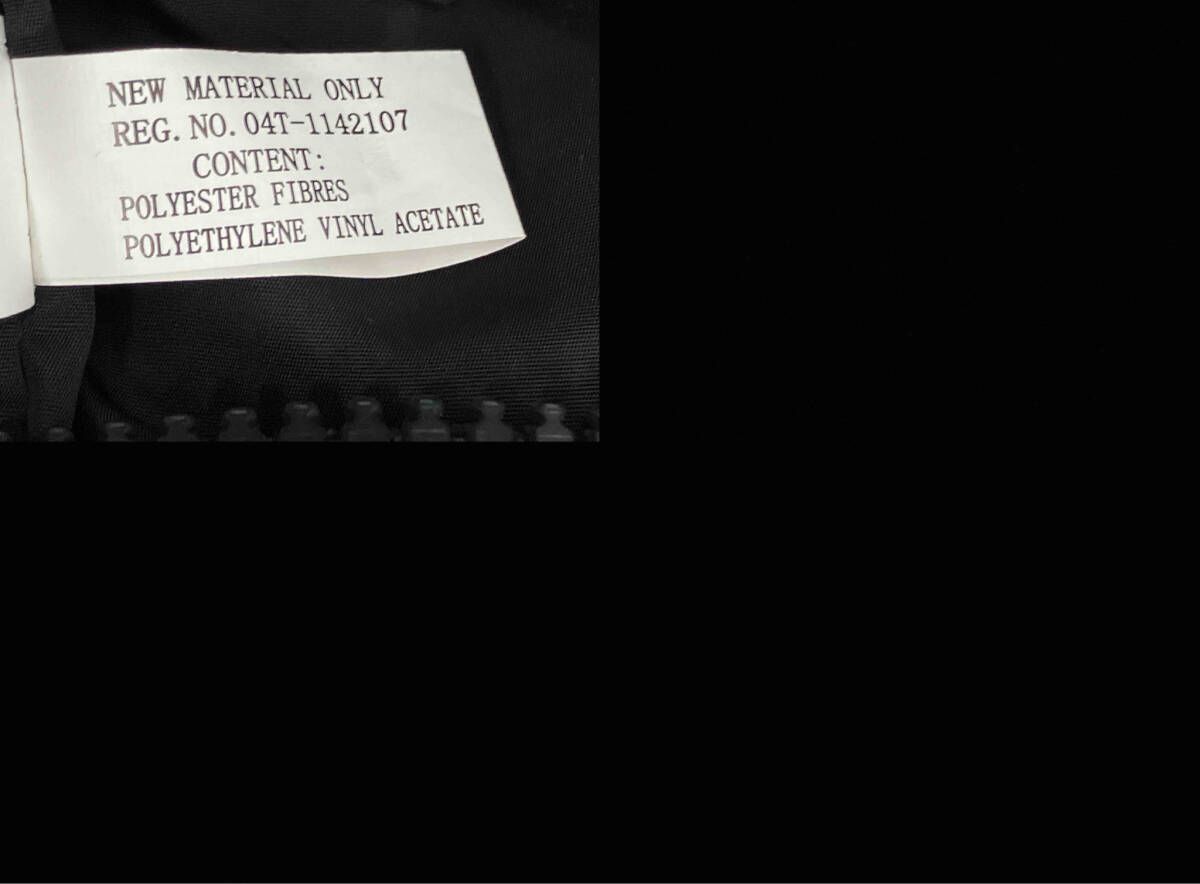 NEW MATERIAL ONLY
REG. NO. 04T-1142107
CONTENT:
POLYESTER FIBRES
POLYETHYLENE VINYL ACETATE